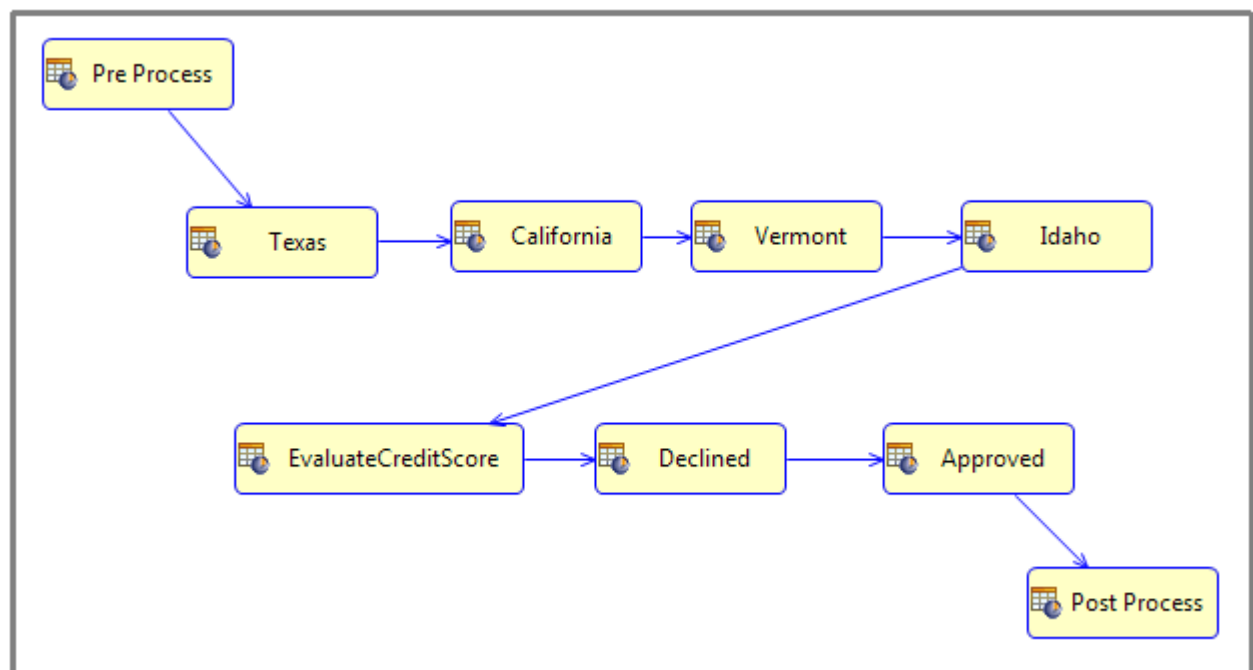 Pre Process
Texas
California
Vermont
Idaho
EvaluateCreditScore
Declined
Approved
Post Process